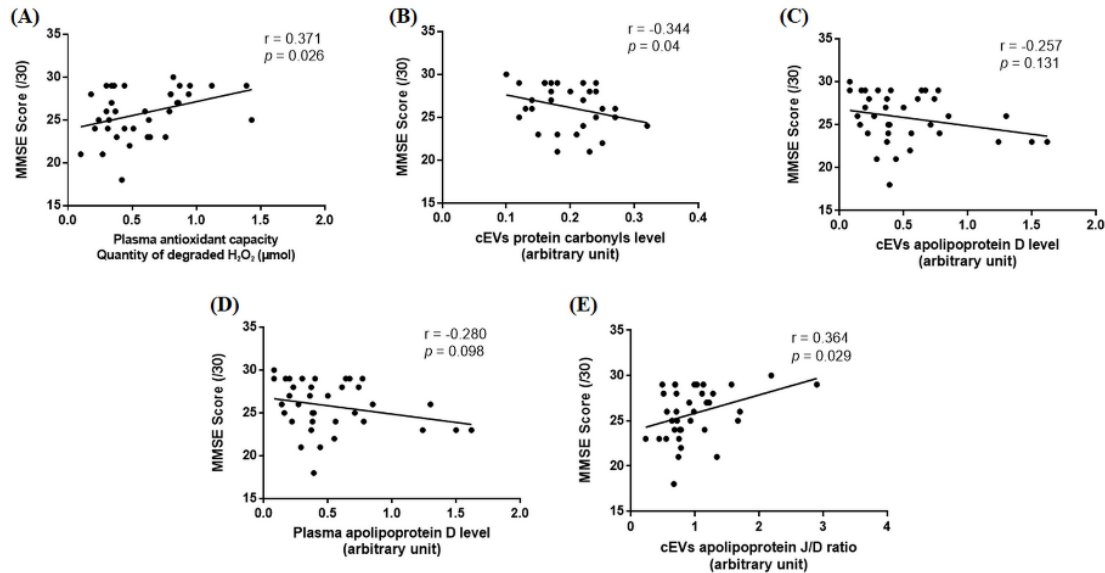 (A)
r = 0.371
p = 0.026
MMSE Score (/30)
35
30
25
20
15
0.0 0.5 1.0 1.5 2.0
Plasma antioxidant capacity
Quantity of degraded H₂O₂ (µmol)
(B)
r = -0.344
p = 0.04
MMSE Score (/30)
35
30
25
20
15
0.0 0.1 0.2 0.3 0.4
cEVs protein carbonyls level
(arbitrary unit)
(C)
r = -0.257
p = 0.131
MMSE Score (/30)
35
30
25
20
15
0.0 0.5 1.0 1.5 2.0
cEVs apolipoprotein D level
(arbitrary unit)
(D)
r = -0.280
p = 0.098
MMSE Score (/30)
35
30
25
20
15
0.0 0.5 1.0 1.5 2.0
Plasma apolipoprotein D level
(arbitrary unit)
(E)
r = 0.364
p = 0.029
MMSE Score (/30)
35
30
25
20
15
0 1 2 3 4
cEVs apolipoprotein J/D ratio
(arbitrary unit)